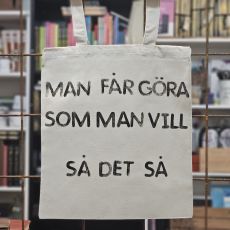 MAN FÅR GÖRA
SOM MAN VILL
SÅ DET SÅ